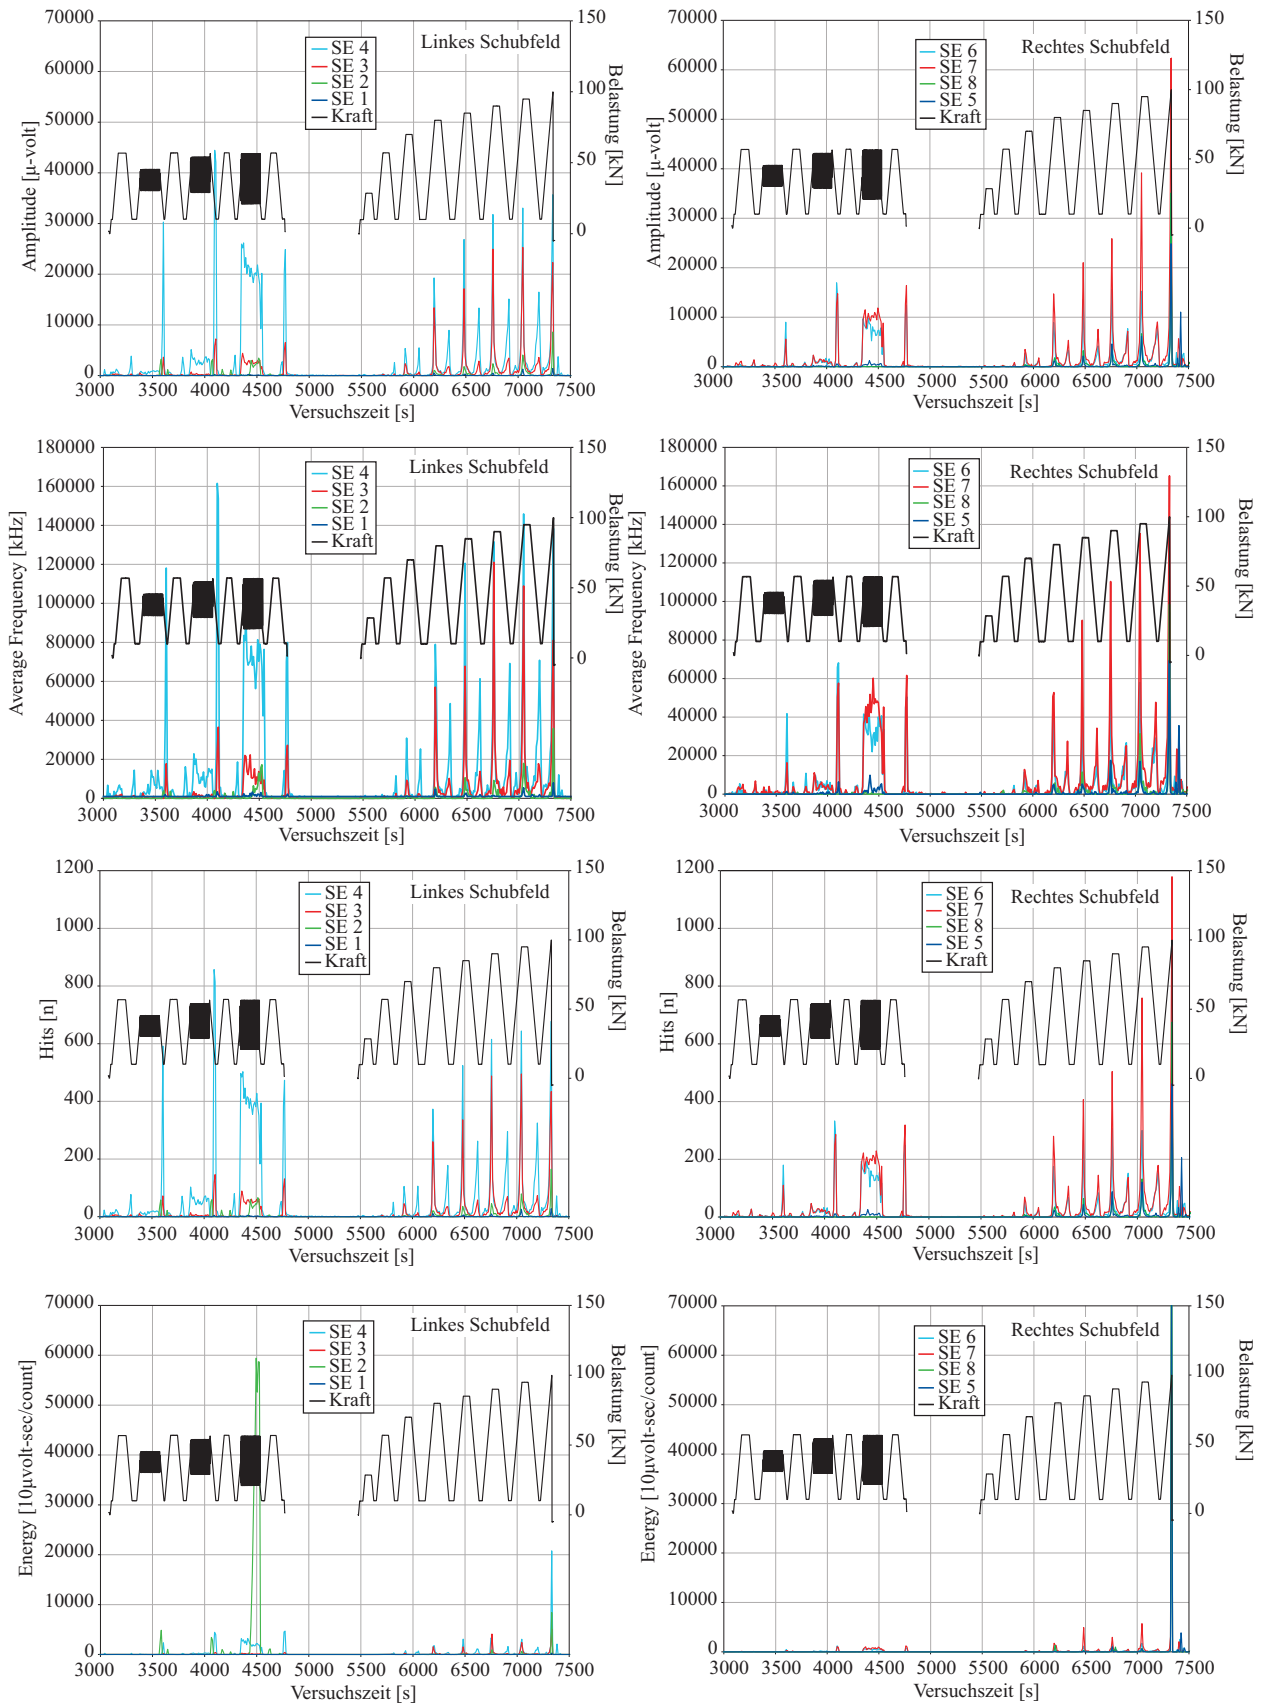 Amplitude [µ-volt]
70000
60000
50000
40000
30000
20000
10000
0
Linkes Schubfeld
SE 4
SE 3
SE 2
SE 1
Kraft
150
100
50
0
Belastung [kN]
3000 3500 4000 4500 5000 5500 6000 6500 7000 7500
Versuchszeit [s]
Amplitude [µ-volt]
70000
60000
50000
40000
30000
20000
10000
0
Rechtes Schubfeld
SE 6
SE 7
SE 8
SE 5
Kraft
150
100
50
0
Belastung [kN]
3000 3500 4000 4500 5000 5500 6000 6500 7000 7500
Versuchszeit [s]
Average Frequency [kHz]
180000
160000
140000
120000
100000
80000
60000
40000
20000
0
Linkes Schubfeld
SE 4
SE 3
SE 2
SE 1
Kraft
150
100
50
0
Belastung [kN]
3000 3500 4000 4500 5000 5500 6000 6500 7000 7500
Versuchszeit [s]
Average Frequency [kHz]
180000
160000
140000
120000
100000
80000
60000
40000
20000
0
Rechtes Schubfeld
SE 6
SE 7
SE 8
SE 5
Kraft
150
100
50
0
Belastung [kN]
3000 3500 4000 4500 5000 5500 6000 6500 7000 7500
Versuchszeit [s]
Hits [n]
1200
1000
800
600
400
200
0
Linkes Schubfeld
SE 4
SE 3
SE 2
SE 1
Kraft
150
100
50
0
Belastung [kN]
3000 3500 4000 4500 5000 5500 6000 6500 7000 7500
Versuchszeit [s]
Hits [n]
1200
1000
800
600
400
200
0
Rechtes Schubfeld
SE 6
SE 7
SE 8
SE 5
Kraft
150
100
50
0
Belastung [kN]
3000 3500 4000 4500 5000 5500 6000 6500 7000 7500
Versuchszeit [s]
Energy [10µvolt-sec/count]
70000
60000
50000
40000
30000
20000
10000
0
Linkes Schubfeld
SE 4
SE 3
SE 2
SE 1
Kraft
150
100
50
0
Belastung [kN]
3000 3500 4000 4500 5000 5500 6000 6500 7000 7500
Versuchszeit [s]
Energy [10µvolt-sec/count]
70000
60000
50000
40000
30000
20000
10000
0
Rechtes Schubfeld
SE 6
SE 7
SE 8
SE 5
Kraft
150
100
50
0
Belastung [kN]
3000 3500 4000 4500 5000 5500 6000 6500 7000 7500
Versuchszeit [s]